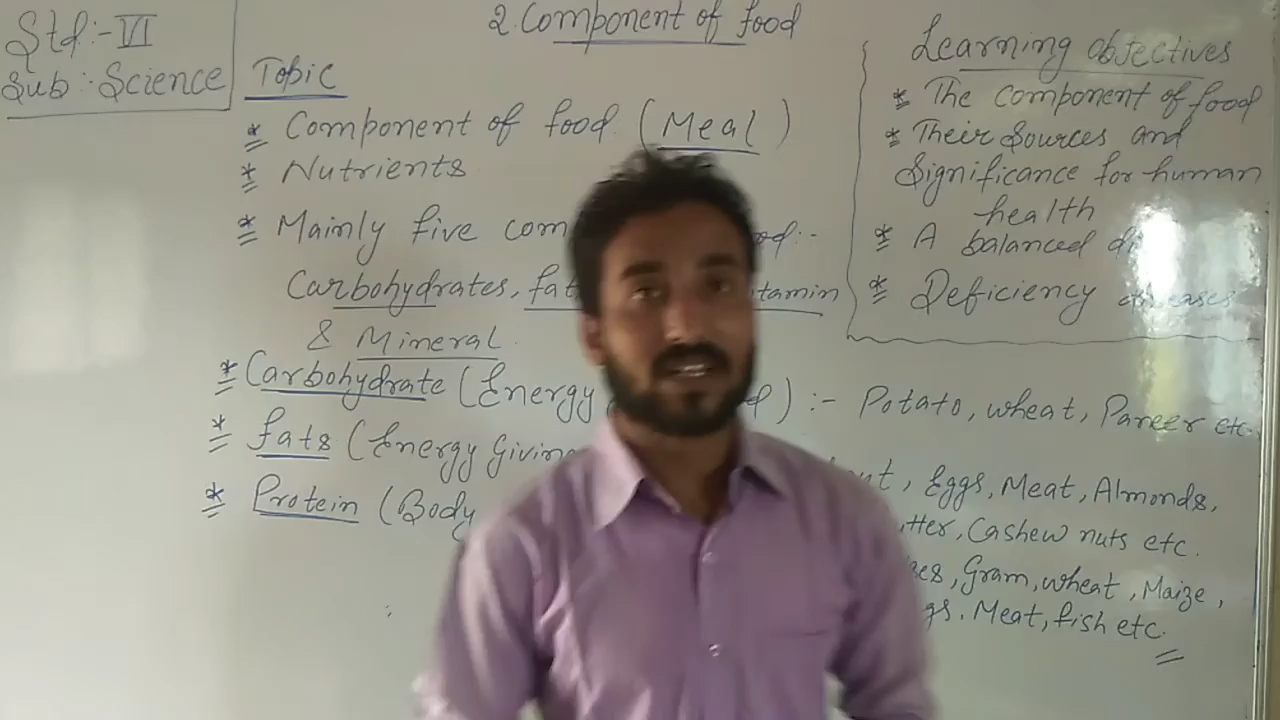 Std :- VI
Sub :- Science
2. Component of food
Topic
* Component of food (Meal)
* Nutrients
* Mainly five
Carbohydrates,
& Mineral
* Carbohydrate (Energy ) :- Potato, wheat, Paneer etc.
* Fats (Energy Giving , Eggs, Meat, Almonds,
, Cashew nuts etc.
* Protein (Body , Gram, wheat, Maize,
Meat, fish etc.
Learning objectives
* The component of food
* Their Sources and
Significance for human
health
* A balanced
* Deficiency diseases